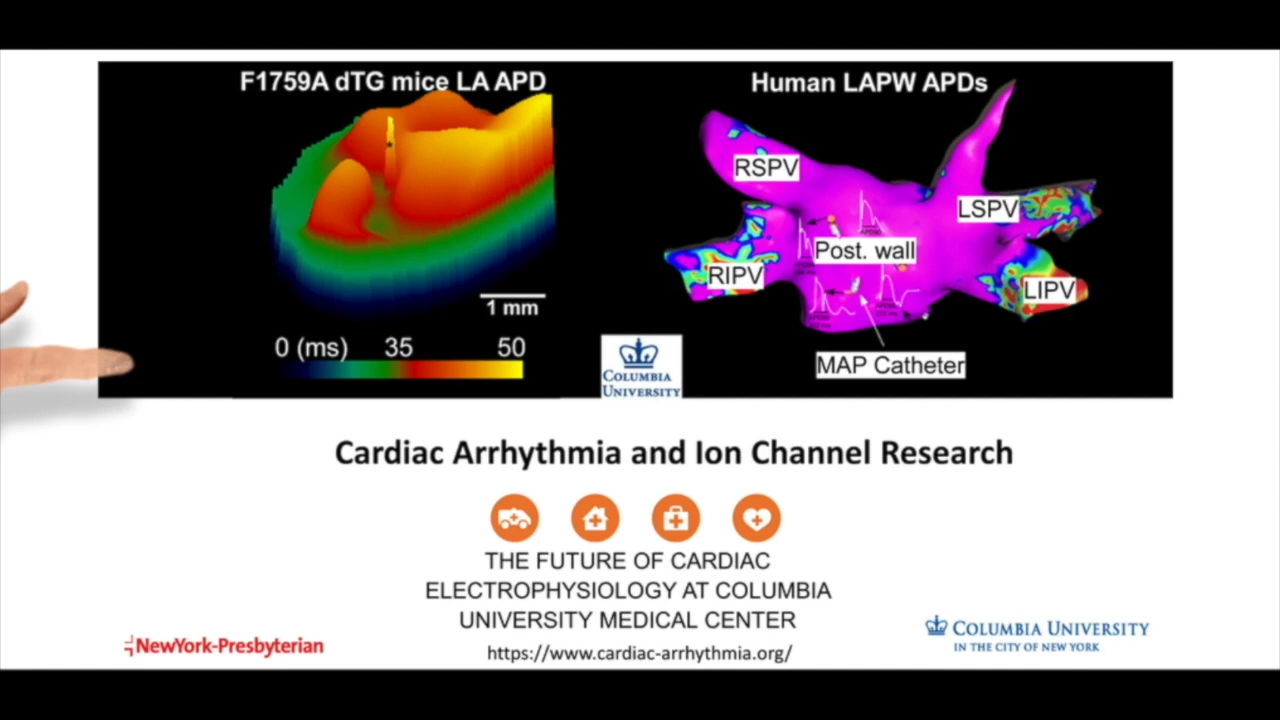 F1759A dTG mice LA APD
Human LAPW APDs
RSPV
LSPV
Post. wall
RIPV
LIPV
1 mm
0 (ms) 35 50
MAP Catheter
COLUMBIA
UNIVERSITY
Cardiac Arrhythmia and Ion Channel Research
THE FUTURE OF CARDIAC
ELECTROPHYSIOLOGY AT COLUMBIA
UNIVERSITY MEDICAL CENTER
NewYork-Presbyterian
https://www.cardiac-arrhythmia.org/
COLUMBIA UNIVERSITY
IN THE CITY OF NEW YORK